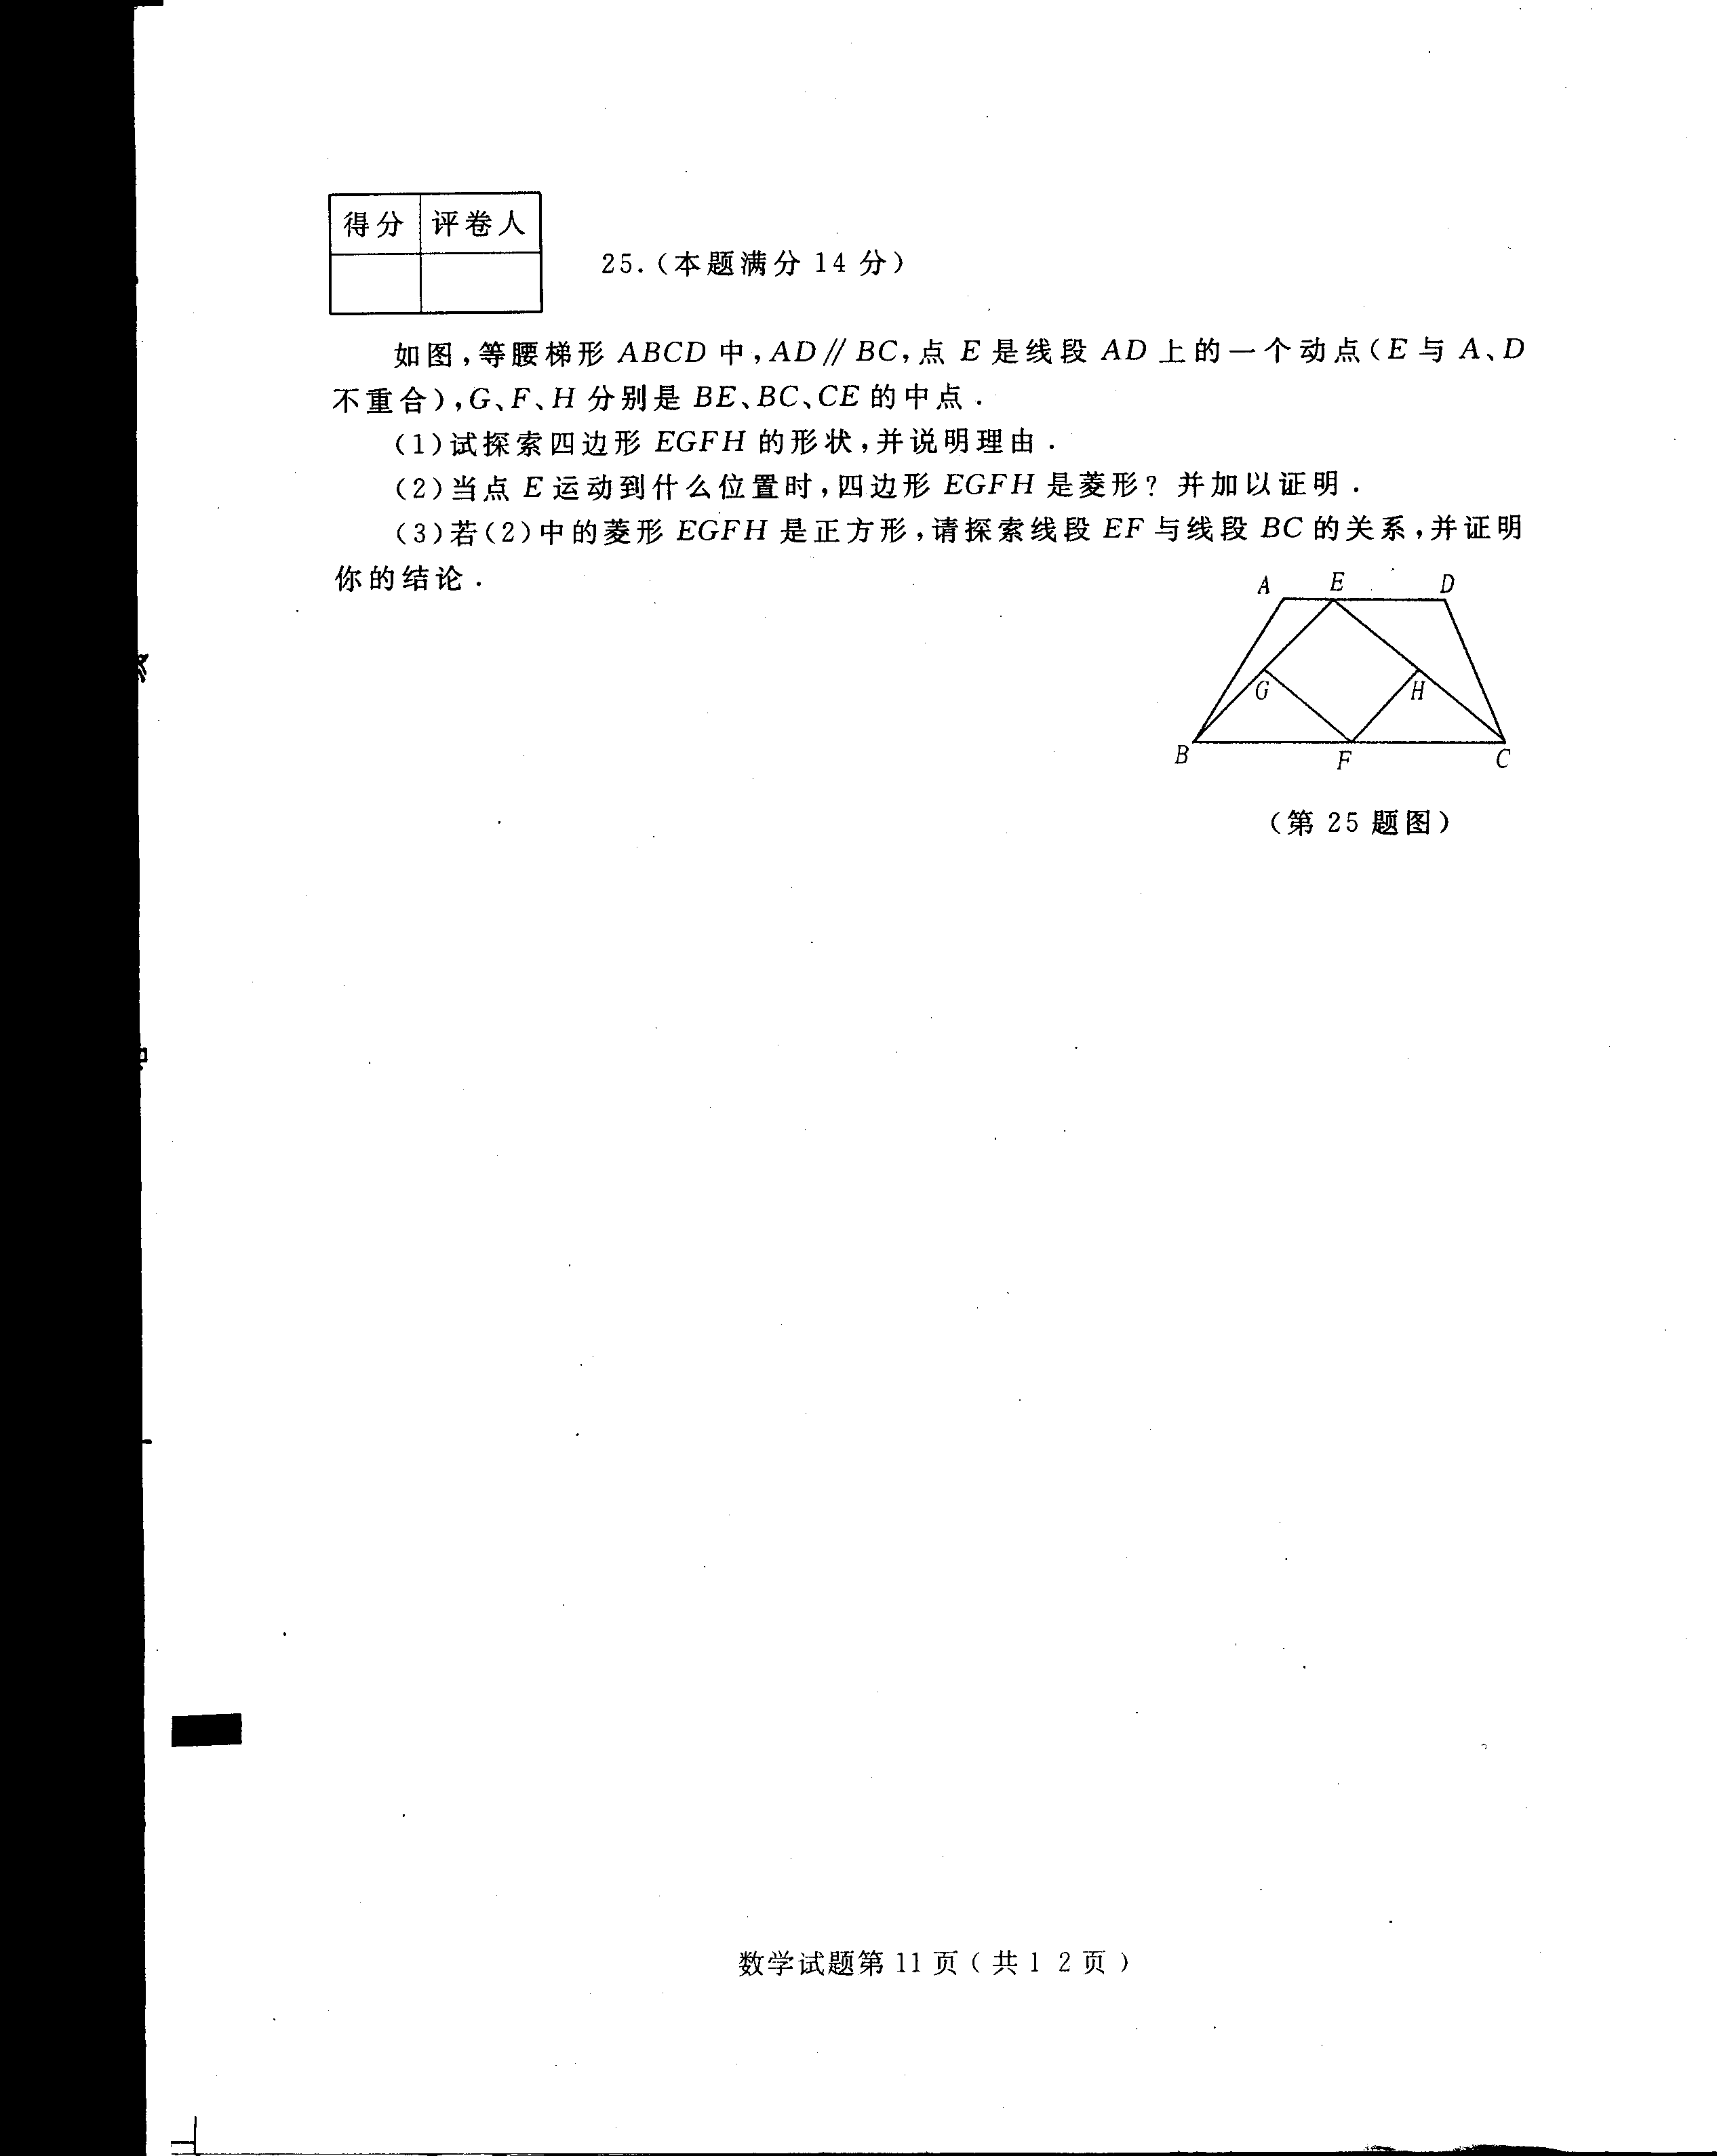 得分 评卷人
25.(本题满分 14 分)
如图,等腰梯形 ABCD 中,AD∥BC,点 E 是线段 AD 上的一个动点(E 与 A、D
不重合),G、F、H 分别是 BE、BC、CE 的中点.
(1)试探索四边形 EGFH 的形状,并说明理由.
(2)当点 E 运动到什么位置时,四边形 EGFH 是菱形? 并加以证明.
(3)若(2)中的菱形 EGFH 是正方形,请探索线段 EF 与线段 BC 的关系,并证明
你的结论.
A E D
G H
B F C
(第 25 题图)
数学试题第 11 页(共 1 2 页)